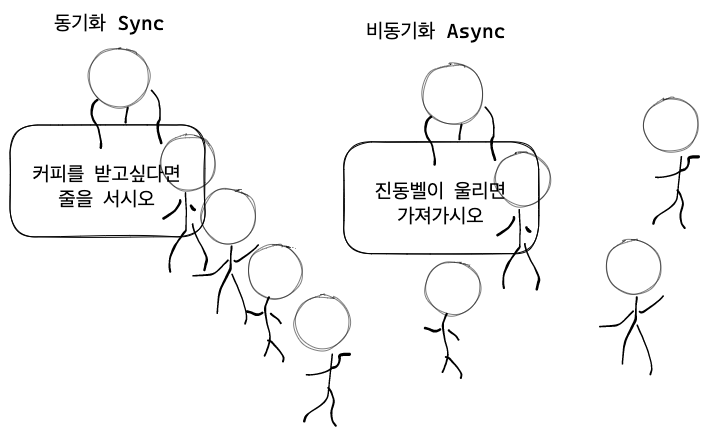 동기화 Sync
커피를 받고싶다면
줄을 서시오
비동기화 Async
진동벨이 울리면
가져가시오